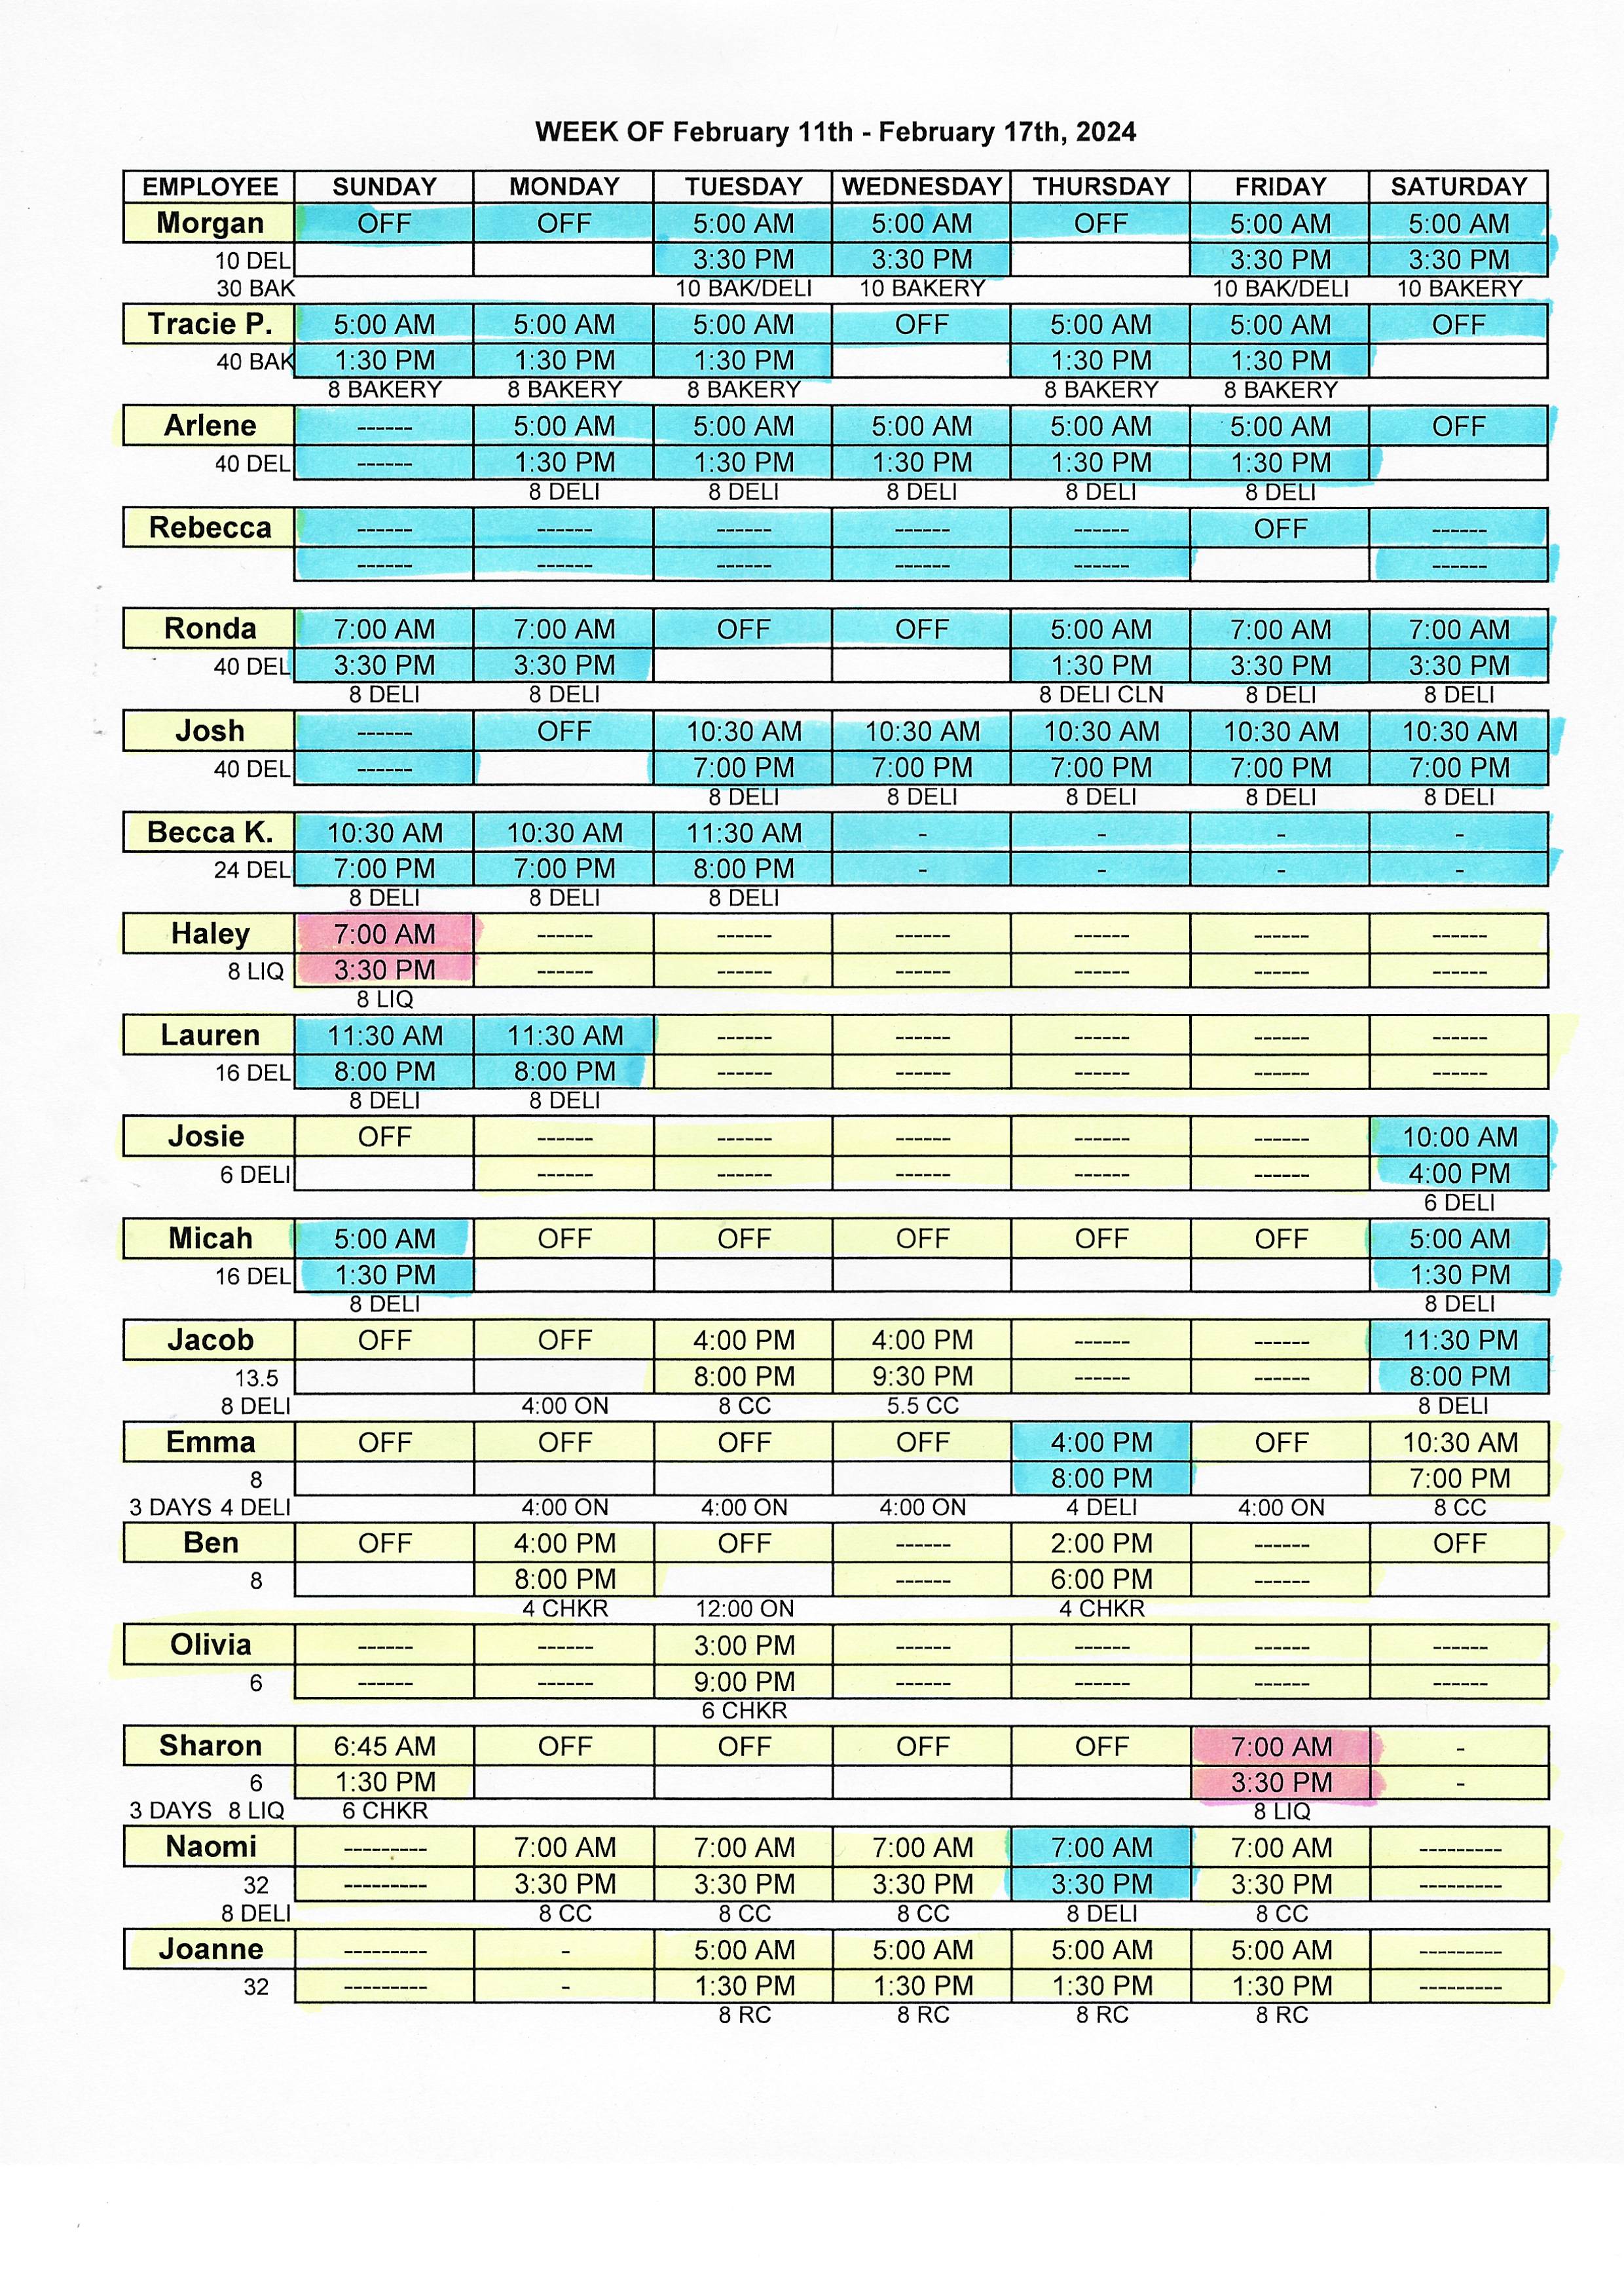 WEEK OF February 11th - February 17th, 2024
EMPLOYEE SUNDAY MONDAY TUESDAY WEDNESDAY THURSDAY FRIDAY SATURDAY
Morgan OFF OFF 5:00 AM 5:00 AM OFF 5:00 AM 5:00 AM
10 DEL 3:30 PM 3:30 PM 3:30 PM 3:30 PM
30 BAK 10 BAK/DELI 10 BAKERY 10 BAK/DELI 10 BAKERY
Tracie P. 5:00 AM 5:00 AM 5:00 AM OFF 5:00 AM 5:00 AM OFF
40 BAK 1:30 PM 1:30 PM 1:30 PM 1:30 PM 1:30 PM
8 BAKERY 8 BAKERY 8 BAKERY 8 BAKERY 8 BAKERY
Arlene ------ 5:00 AM 5:00 AM 5:00 AM 5:00 AM 5:00 AM OFF
40 DEL ------ 1:30 PM 1:30 PM 1:30 PM 1:30 PM 1:30 PM
8 DELI 8 DELI 8 DELI 8 DELI 8 DELI
Rebecca ------ ------ ------ ------ ------ OFF ------
------ ------ ------ ------ ------ ------
Ronda 7:00 AM 7:00 AM OFF OFF 5:00 AM 7:00 AM 7:00 AM
40 DEL 3:30 PM 3:30 PM 1:30 PM 3:30 PM 3:30 PM
8 DELI 8 DELI 8 DELI CLN 8 DELI 8 DELI
Josh ------ OFF 10:30 AM 10:30 AM 10:30 AM 10:30 AM 10:30 AM
40 DEL ------ 7:00 PM 7:00 PM 7:00 PM 7:00 PM 7:00 PM
8 DELI 8 DELI 8 DELI 8 DELI 8 DELI
Becca K. 10:30 AM 10:30 AM 11:30 AM - - - -
24 DEL 7:00 PM 7:00 PM 8:00 PM - - - -
8 DELI 8 DELI 8 DELI
Haley 7:00 AM ------ ------ ------ ------ ------ ------
8 LIQ 3:30 PM ------ ------ ------ ------ ------ ------
8 LIQ
Lauren 11:30 AM 11:30 AM ------ ------ ------ ------ ------
16 DEL 8:00 PM 8:00 PM ------ ------ ------ ------ ------
8 DELI 8 DELI
Josie OFF ------ ------ ------ ------ ------ 10:00 AM
6 DELI ------ ------ ------ ------ ------ 4:00 PM
6 DELI
Micah 5:00 AM OFF OFF OFF OFF OFF 5:00 AM
16 DEL 1:30 PM 1:30 PM
8 DELI 8 DELI
Jacob OFF OFF 4:00 PM 4:00 PM ------ ------ 11:30 PM
13.5 8:00 PM 9:30 PM ------ ------ 8:00 PM
8 DELI 4:00 ON 8 CC 5.5 CC 8 DELI
Emma OFF OFF OFF OFF 4:00 PM OFF 10:30 AM
8 8:00 PM 7:00 PM
3 DAYS 4 DELI 4:00 ON 4:00 ON 4:00 ON 4 DELI 4:00 ON 8 CC
Ben OFF 4:00 PM OFF ------ 2:00 PM ------ OFF
8 8:00 PM ------ 6:00 PM ------
4 CHKR 12:00 ON 4 CHKR
Olivia ------ ------ 3:00 PM ------ ------ ------ ------
6 ------ ------ 9:00 PM ------ ------ ------ ------
6 CHKR
Sharon 6:45 AM OFF OFF OFF OFF 7:00 AM -
6 1:30 PM 3:30 PM -
3 DAYS 8 LIQ 6 CHKR 8 LIQ
Naomi --------- 7:00 AM 7:00 AM 7:00 AM 7:00 AM 7:00 AM ---------
32 --------- 3:30 PM 3:30 PM 3:30 PM 3:30 PM 3:30 PM ---------
8 DELI 8 CC 8 CC 8 CC 8 DELI 8 CC
Joanne --------- - 5:00 AM 5:00 AM 5:00 AM 5:00 AM ---------
32 --------- - 1:30 PM 1:30 PM 1:30 PM 1:30 PM ---------
8 RC 8 RC 8 RC 8 RC